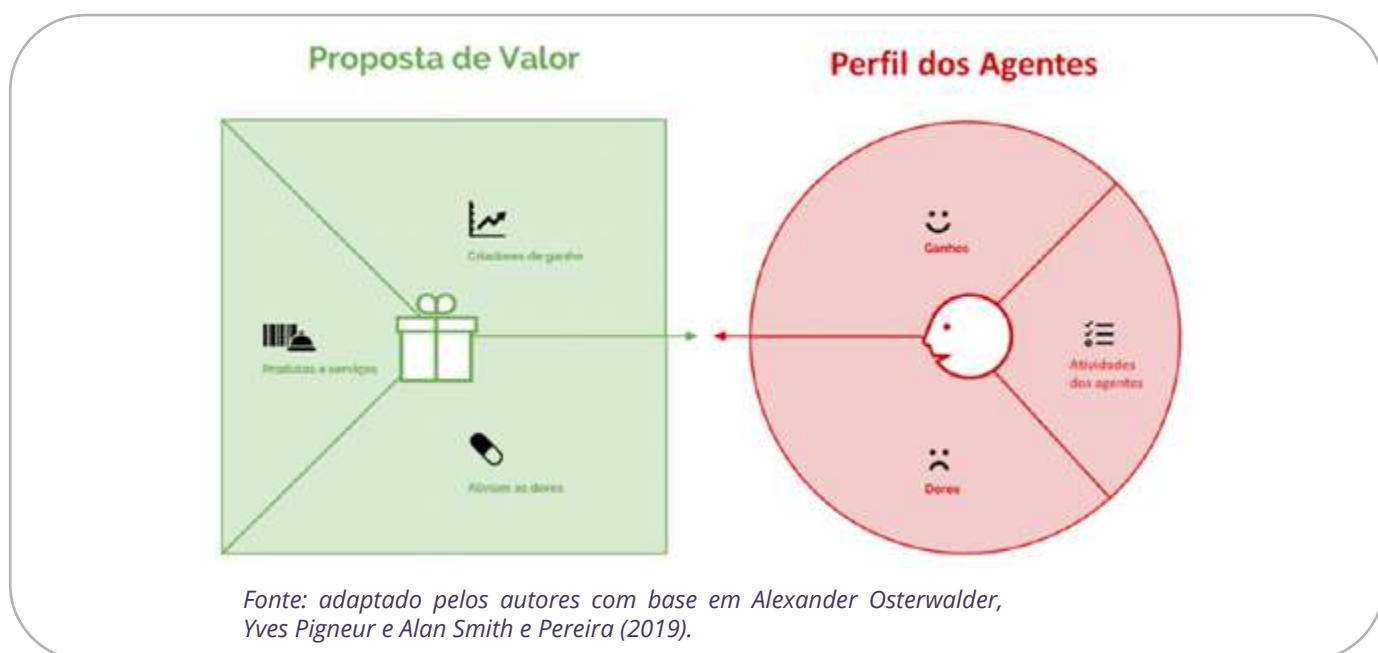 Proposta de Valor
Perfil dos Agentes
Criadores de ganho
Ganhos
Produtos e serviços
Atividades
dos agentes
Aliviam as dores
Dores
Fonte: adaptado pelos autores com base em Alexander Osterwalder,
Yves Pigneur e Alan Smith e Pereira (2019).